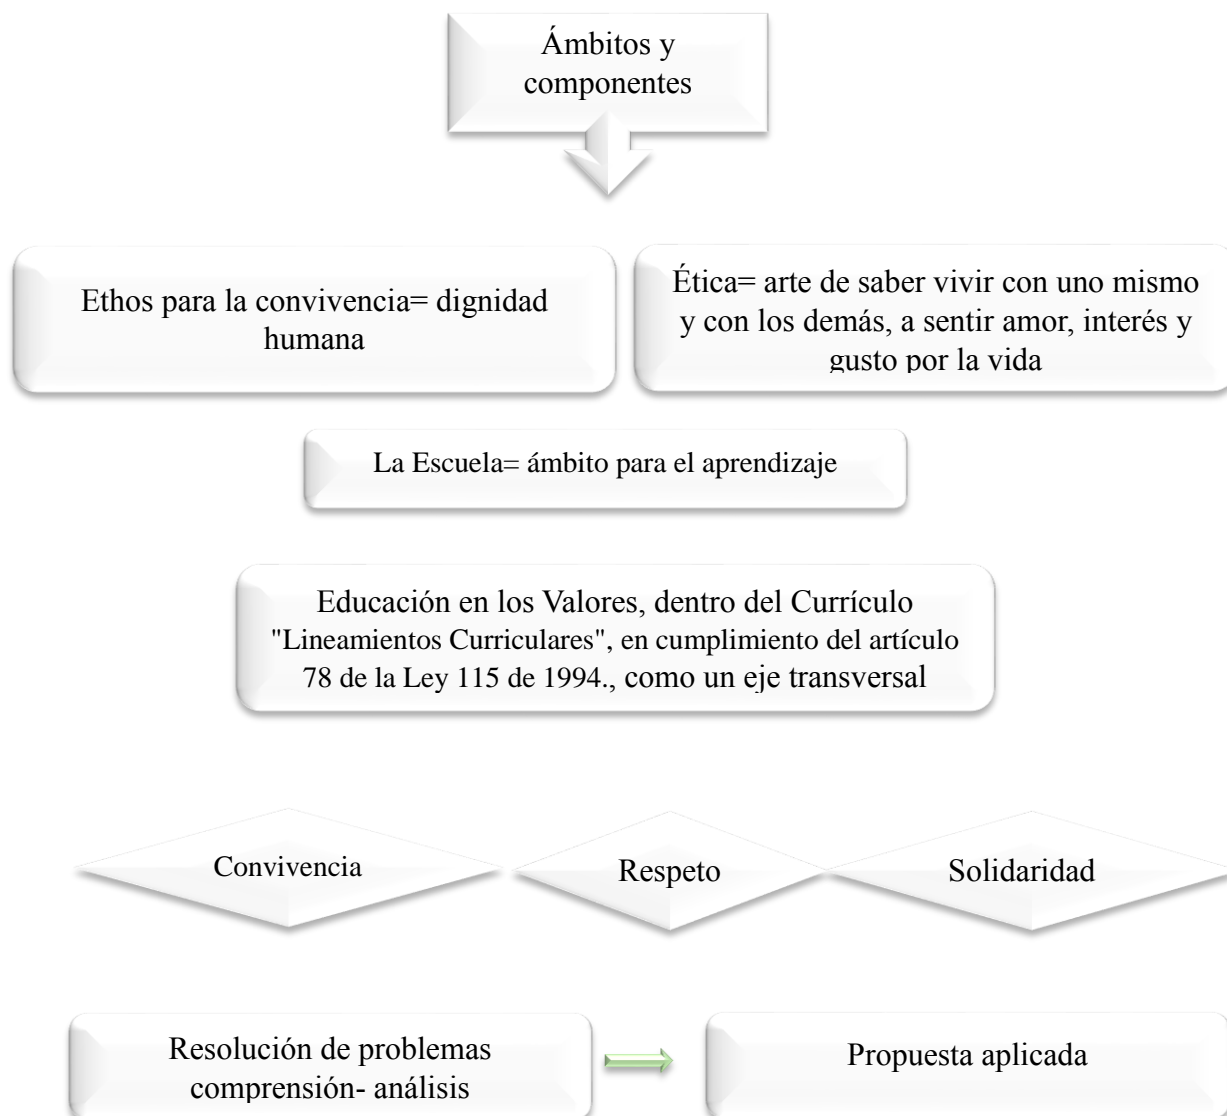 Ámbitos y
componentes
Ethos para la convivencia= dignidad
humana
Ética= arte de saber vivir con uno mismo
y con los demás, a sentir amor, interés y
gusto por la vida
La Escuela= ámbito para el aprendizaje
Educación en los Valores, dentro del Currículo
"Lineamientos Curriculares", en cumplimiento del artículo
78 de la Ley 115 de 1994., como un eje transversal
Convivencia
Respeto
Solidaridad
Resolución de problemas
comprensión- análisis
Propuesta aplicada